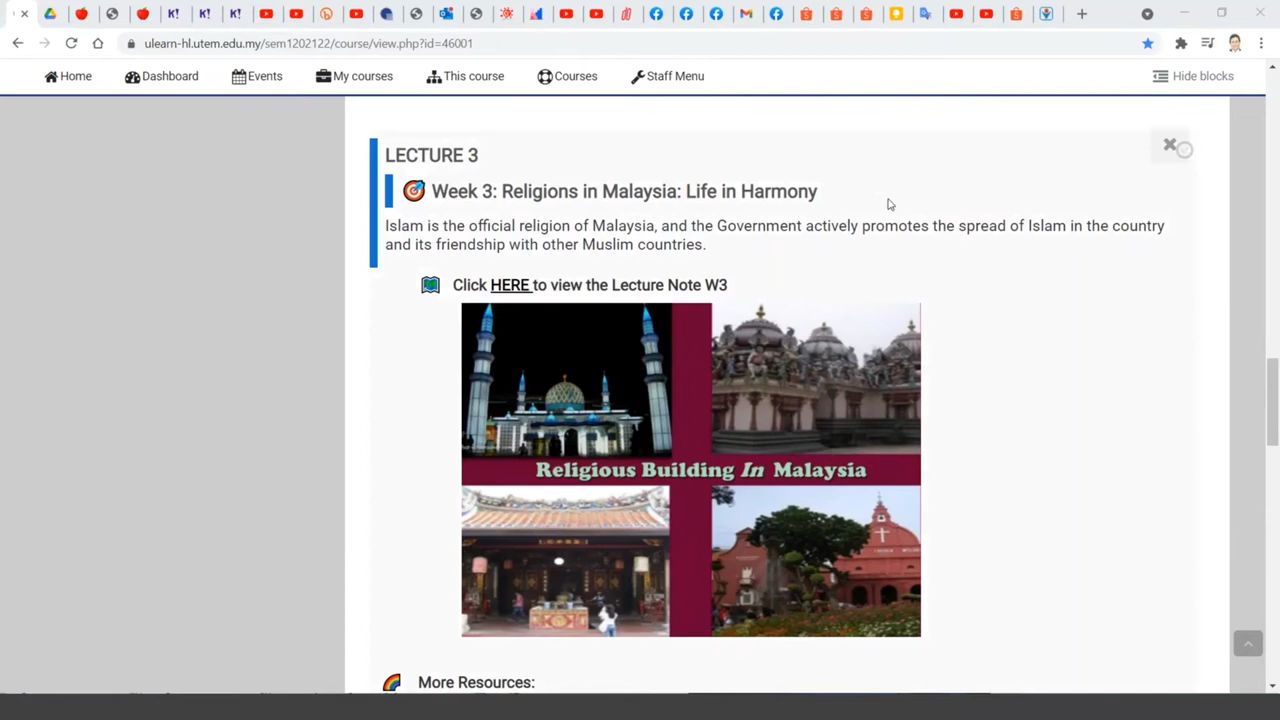 K!
K!
K!
ulearn-hl.utem.edu.my/sem1202122/course/view.php?id=46001
Home
Dashboard
Events
My courses
This course
Courses
Staff Menu
Hide blocks
LECTURE 3
Week 3: Religions in Malaysia: Life in Harmony
Islam is the official religion of Malaysia, and the Government actively promotes the spread of Islam in the country
and its friendship with other Muslim countries.
Click HERE to view the Lecture Note W3
Religious Building In Malaysia
More Resources: